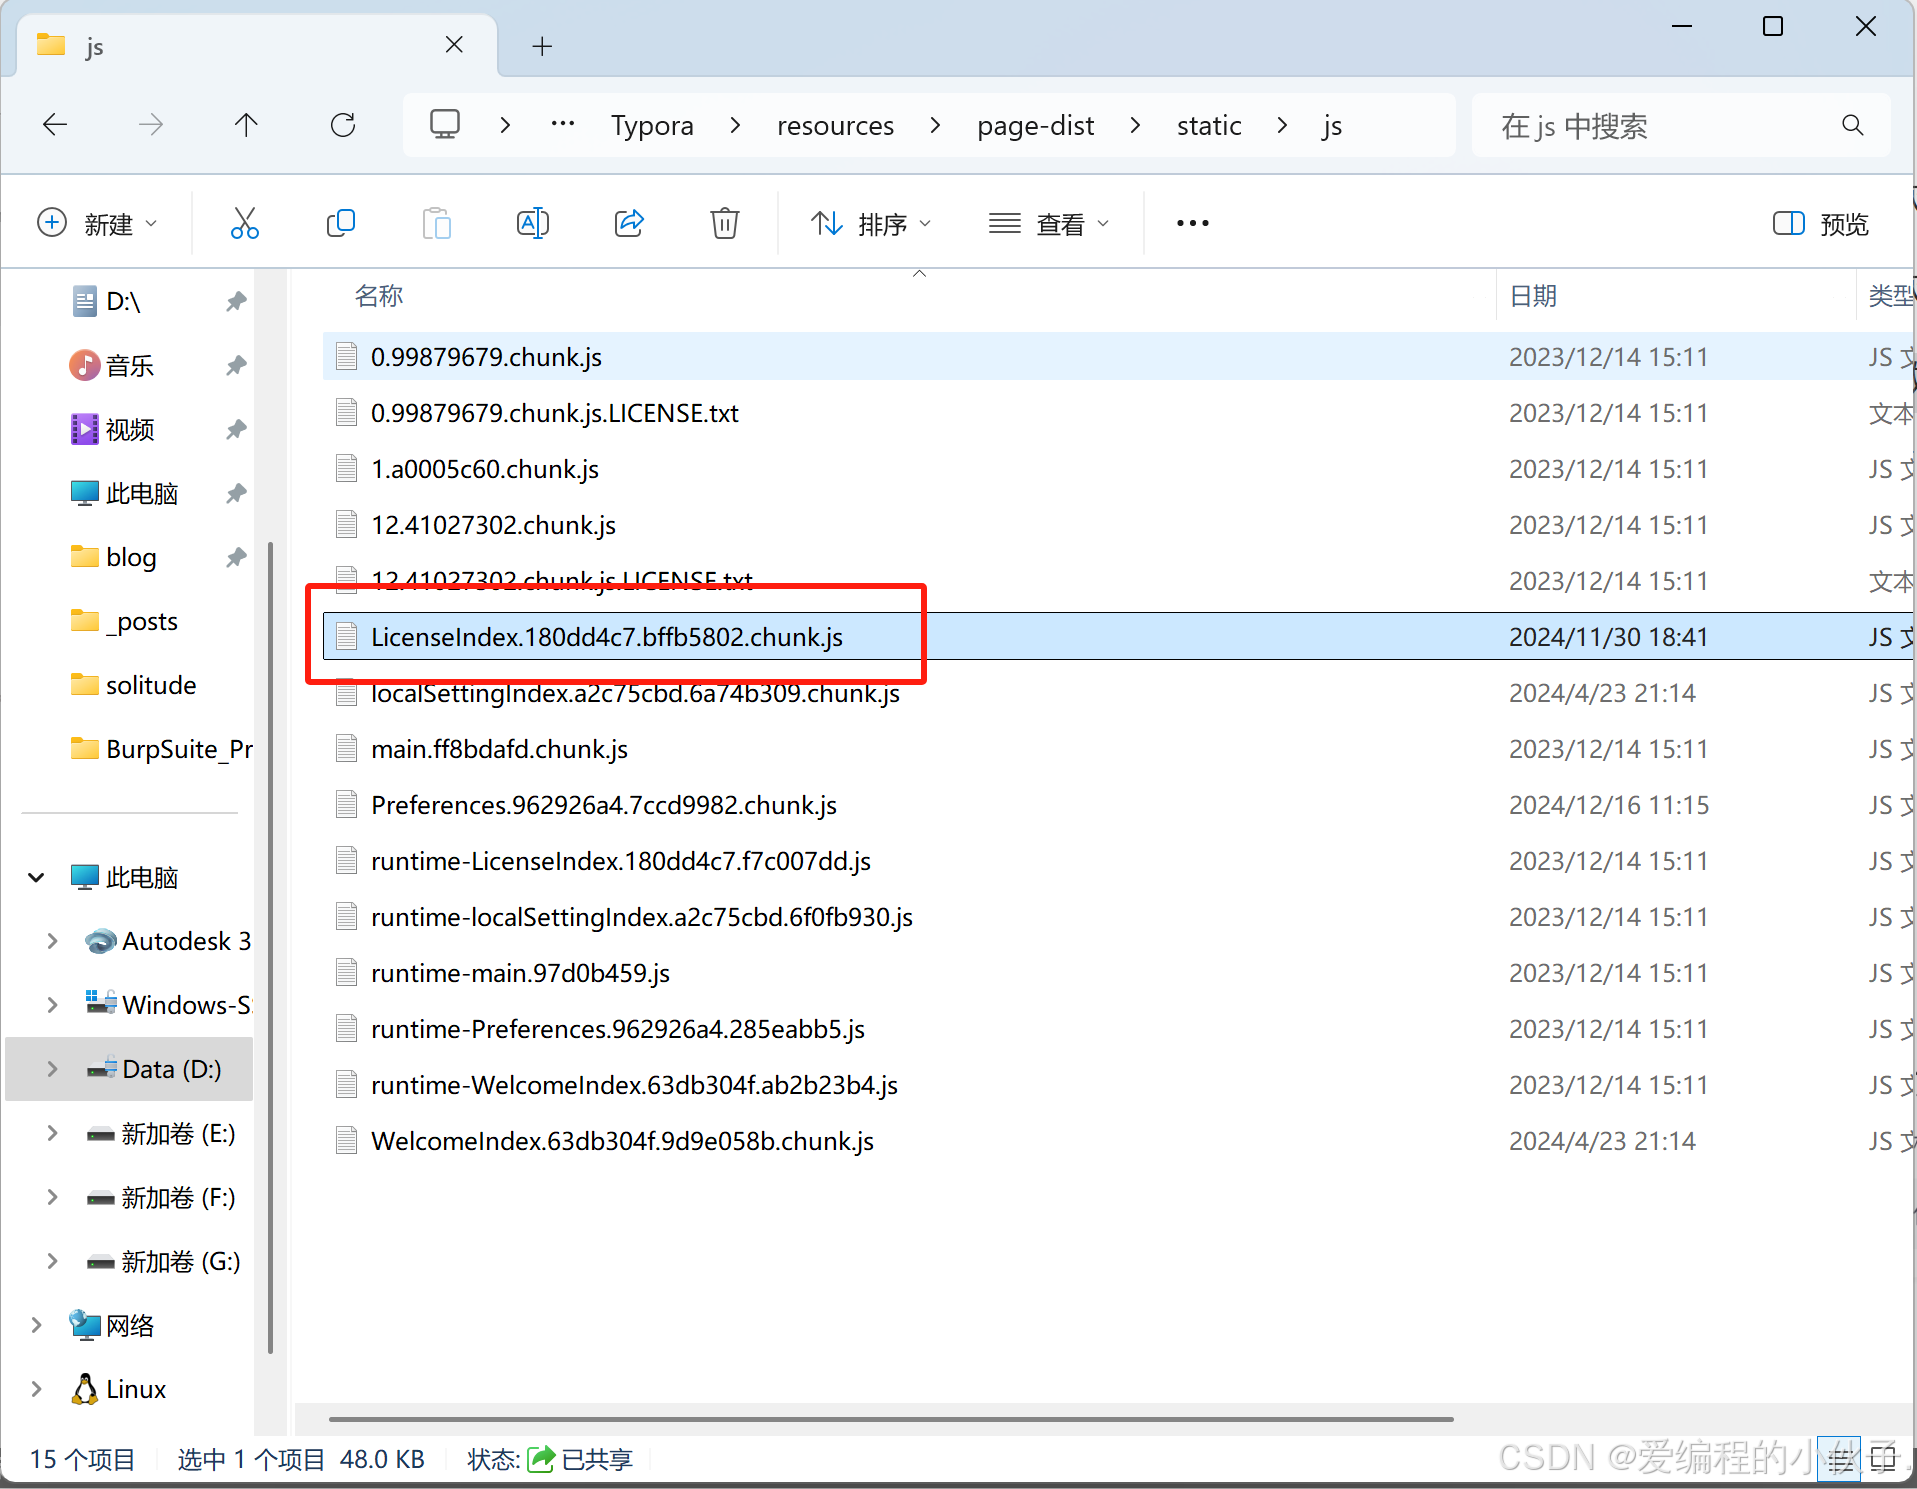 js
Typora resources page-dist static js
在 js 中搜索
新建 排序 查看 预览
名称 日期 类型
D:\
音乐
视频
此电脑
blog
_posts
solitude
BurpSuite_Pr
此电脑
Autodesk 3
Windows-S
Data (D:)
新加卷 (E:)
新加卷 (F:)
新加卷 (G:)
网络
Linux
0.99879679.chunk.js 2023/12/14 15:11 JS 文
0.99879679.chunk.js.LICENSE.txt 2023/12/14 15:11 文本
1.a0005c60.chunk.js 2023/12/14 15:11 JS 文
12.41027302.chunk.js 2023/12/14 15:11 JS 文
12.41027302.chunk.js.LICENSE.txt 2023/12/14 15:11 文本
LicenseIndex.180dd4c7.bffb5802.chunk.js 2024/11/30 18:41 JS 文
localSettingIndex.a2c75cbd.6a74b309.chunk.js 2024/4/23 21:14 JS 文
main.ff8bdafd.chunk.js 2023/12/14 15:11 JS 文
Preferences.962926a4.7ccd9982.chunk.js 2024/12/16 11:15 JS 文
runtime-LicenseIndex.180dd4c7.f7c007dd.js 2023/12/14 15:11 JS 文
runtime-localSettingIndex.a2c75cbd.6f0fb930.js 2023/12/14 15:11 JS 文
runtime-main.97d0b459.js 2023/12/14 15:11 JS 文
runtime-Preferences.962926a4.285eabb5.js 2023/12/14 15:11 JS 文
runtime-WelcomeIndex.63db304f.ab2b23b4.js 2023/12/14 15:11 JS 文
WelcomeIndex.63db304f.9d9e058b.chunk.js 2024/4/23 21:14 JS 文
15 个项目 选中 1 个项目 48.0 KB 状态: 已共享
CSDN @爱编程的小伙子.